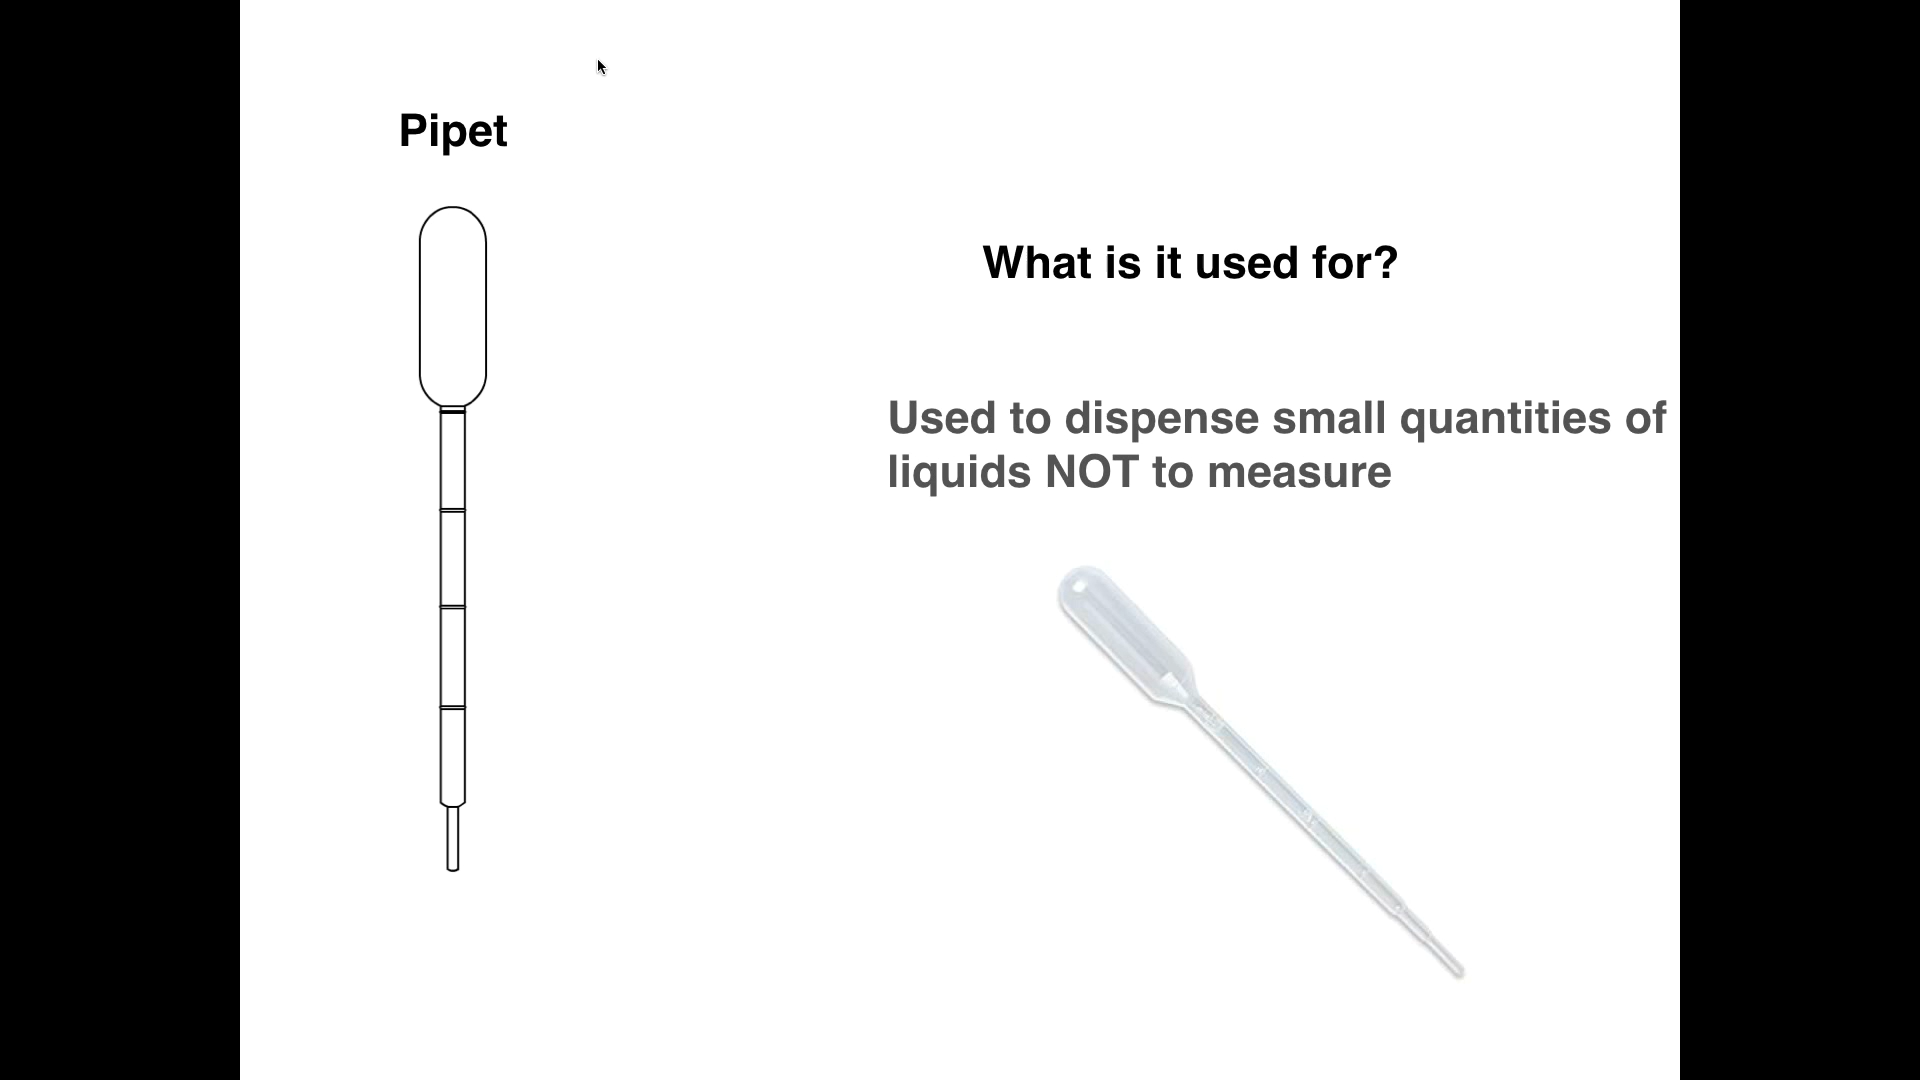 Pipet
What is it used for?
Used to dispense small quantities of
liquids NOT to measure